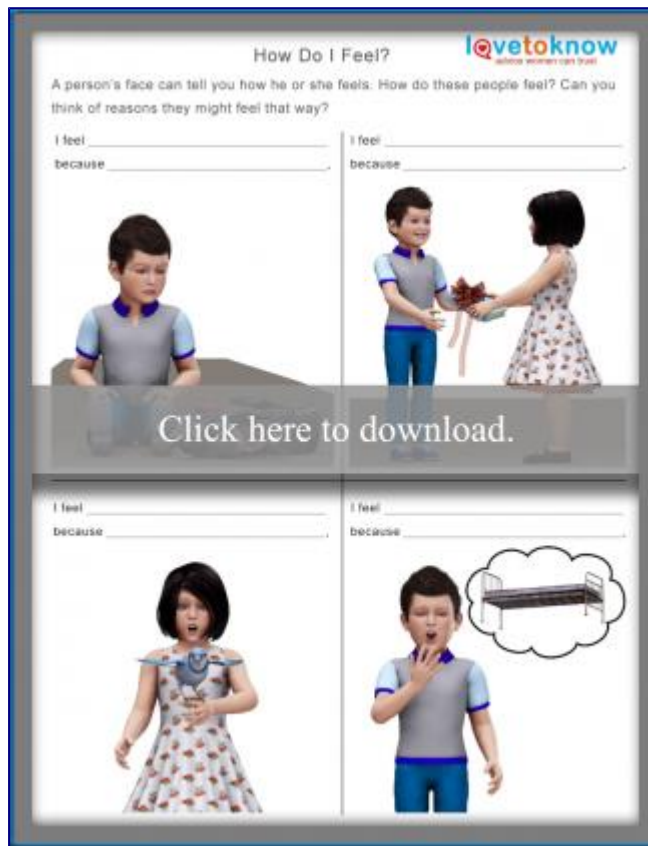 lovetoknow
advice women can trust
How Do I Feel?
A person's face can tell you how he or she feels. How do these people feel? Can you
think of reasons they might feel that way?
I feel
because .
I feel
because .
Click here to download.
I feel
because .
I feel
because .